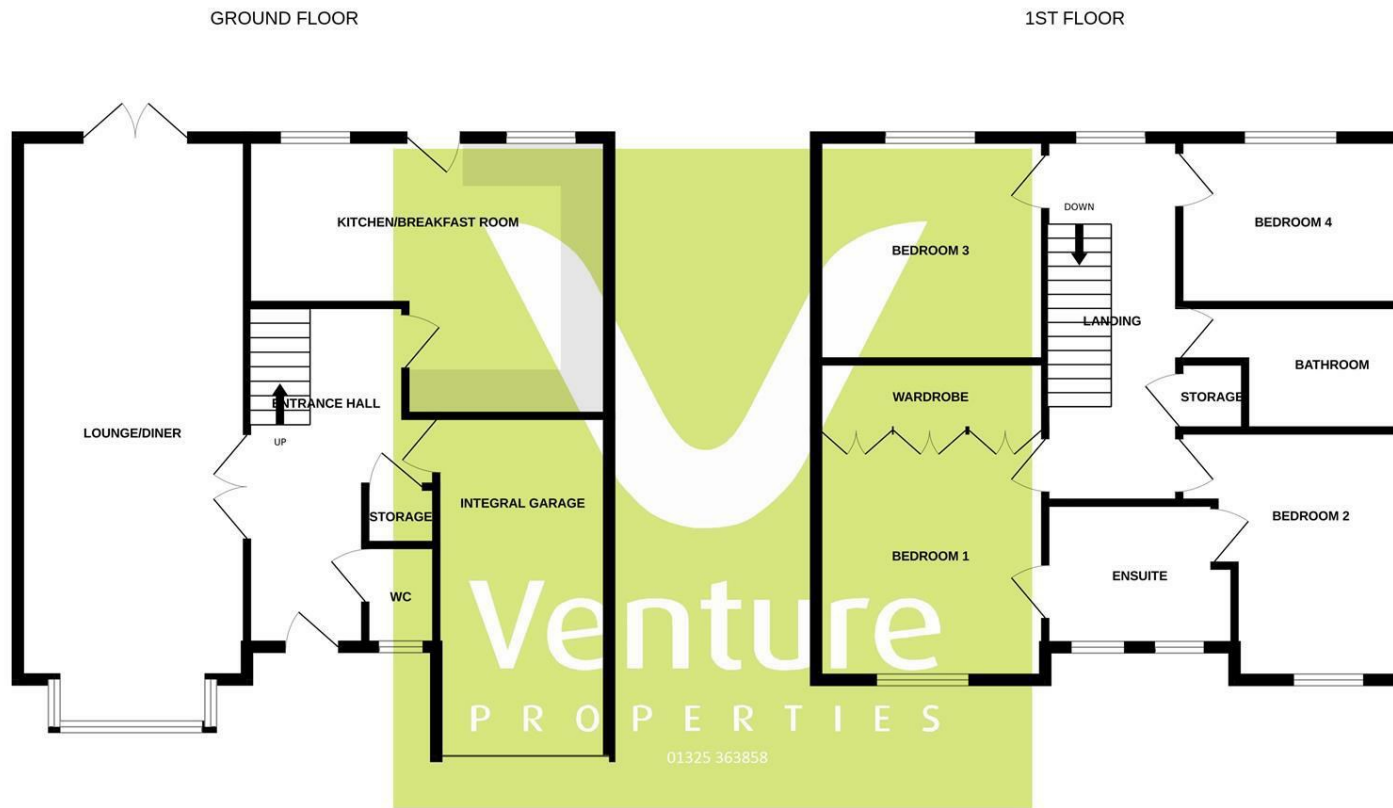 GROUND FLOOR
1ST FLOOR
KITCHEN/BREAKFAST ROOM
ENTRANCE HALL
LOUNGE/DINER
UP
STORAGE
INTEGRAL GARAGE
WC
DOWN
BEDROOM 4
BEDROOM 3
LANDING
BATHROOM
WARDROBE
STORAGE
BEDROOM 2
BEDROOM 1
ENSUITE
Venture
PROPERTIES
01325 363858